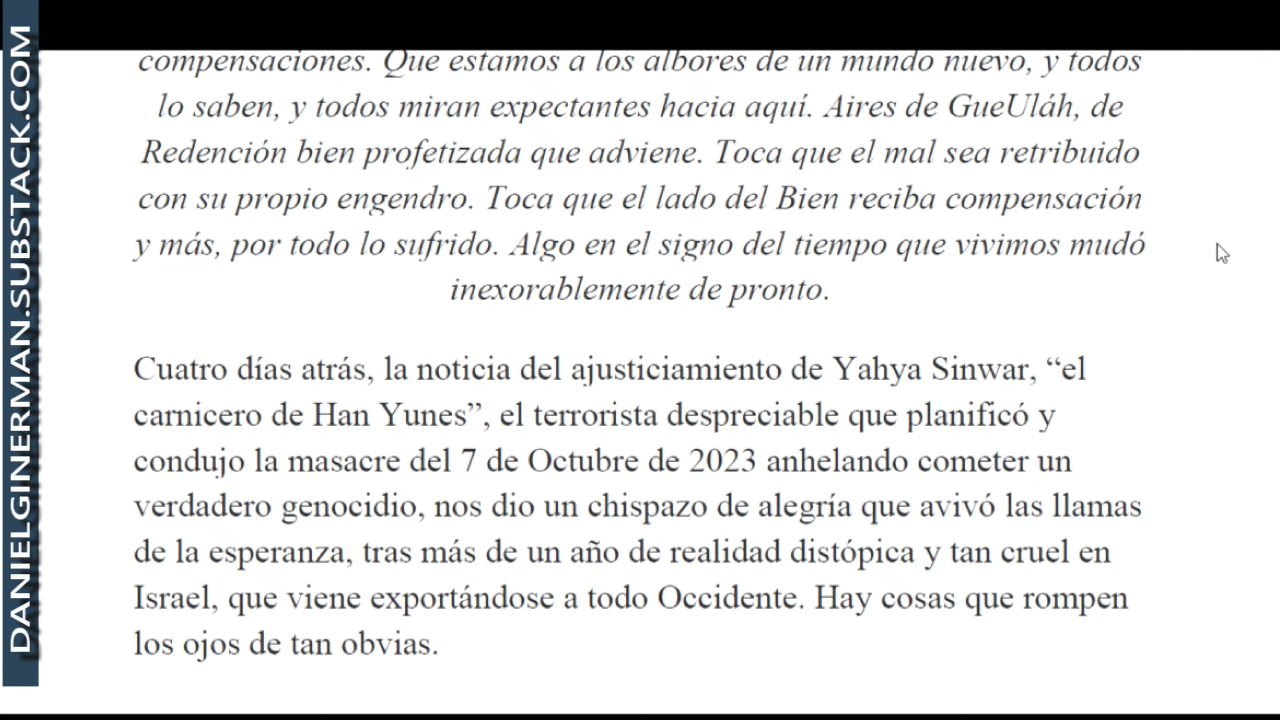 DANIELGINERMAN.SUBSTACK.COM
compensaciones. Que estamos a los albores de un mundo nuevo, y todos
lo saben, y todos miran expectantes hacia aquí. Aires de GueUláh, de
Redención bien profetizada que adviene. Toca que el mal sea retribuido
con su propio engendro. Toca que el lado del Bien reciba compensación
y más, por todo lo sufrido. Algo en el signo del tiempo que vivimos mudó
inexorablemente de pronto.
Cuatro días atrás, la noticia del ajusticiamiento de Yahya Sinwar, “el
carnicero de Han Yunes”, el terrorista despreciable que planificó y
condujo la masacre del 7 de Octubre de 2023 anhelando cometer un
verdadero genocidio, nos dio un chispazo de alegría que avivó las llamas
de la esperanza, tras más de un año de realidad distópica y tan cruel en
Israel, que viene exportándose a todo Occidente. Hay cosas que rompen
los ojos de tan obvias.